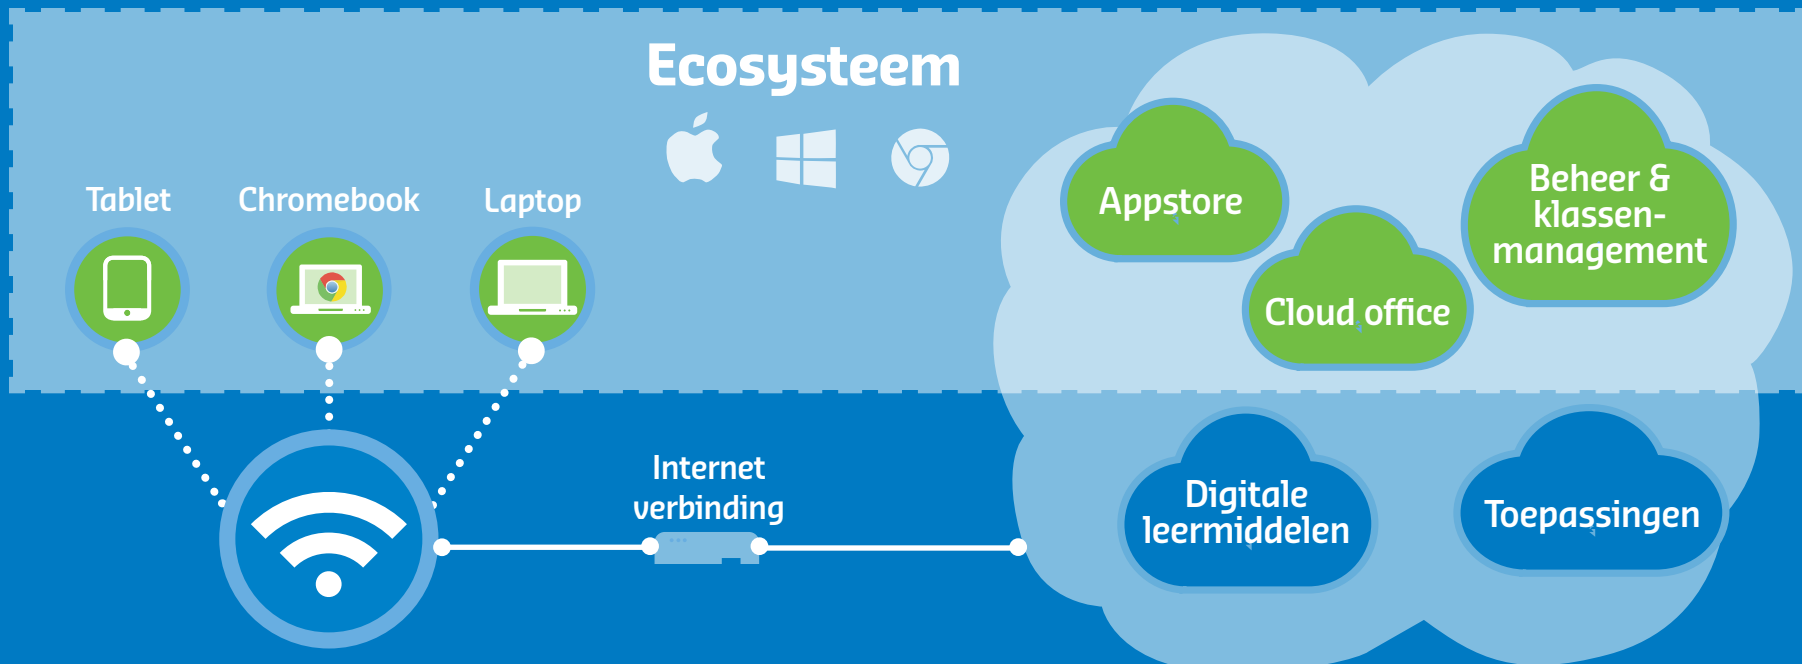 Ecosysteem
Tablet
Chromebook
Laptop
Appstore
Beheer &
klassen-
management
Cloud office
Internet
verbinding
Digitale
leermiddelen
Toepassingen